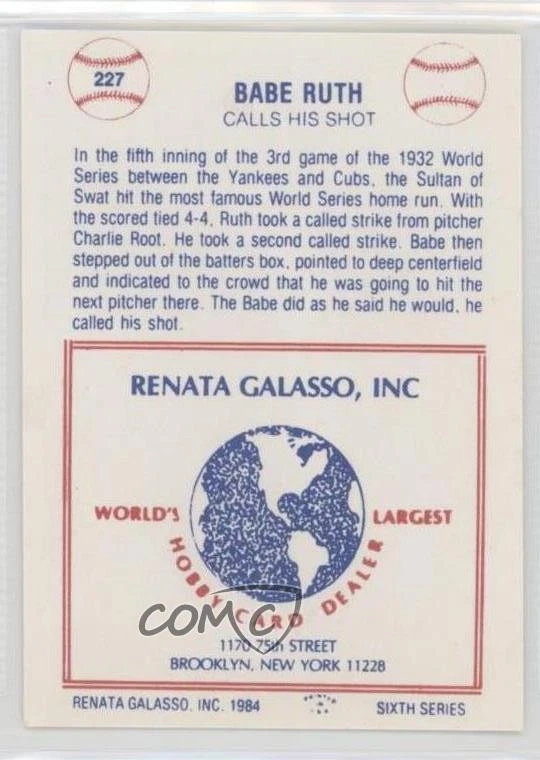 227
BABE RUTH
CALLS HIS SHOT
In the fifth inning of the 3rd game of the 1932 World
Series between the Yankees and Cubs, the Sultan of
Swat hit the most famous World Series home run. With
the scored tied 4-4, Ruth took a called strike from pitcher
Charlie Root. He took a second called strike. Babe then
stepped out of the batters box, pointed to deep centerfield
and indicated to the crowd that he was going to hit the
next pitcher there. The Babe did as he said he would, he
called his shot.
RENATA GALASSO, INC
WORLD'S LARGEST
HOBBY CARD DEALER
COMC
1170 75th STREET
BROOKLYN, NEW YORK 11228
RENATA GALASSO, INC. 1984 SIXTH SERIES